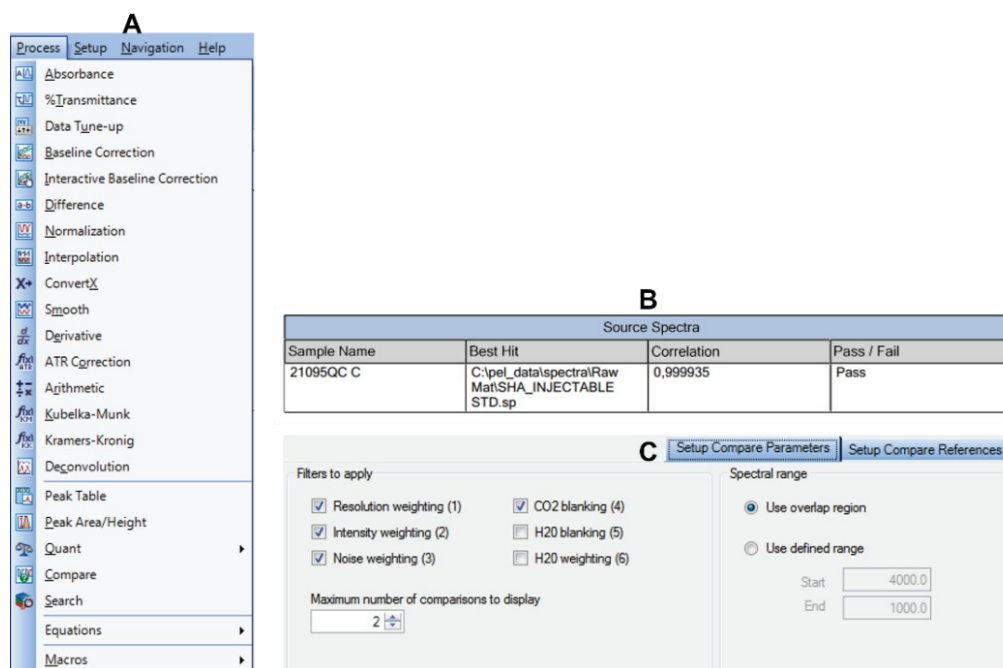 A
Process Setup Navigation Help
Absorbance
%Transmittance
Data Tune-up
Baseline Correction
Interactive Baseline Correction
Difference
Normalization
Interpolation
ConvertX
Smooth
Derivative
ATR Correction
Arithmetic
Kubelka-Munk
Kramers-Kronig
Deconvolution
Peak Table
Peak Area/Height
Quant
Compare
Search
Equations
Macros
B
Source Spectra
Sample Name Best Hit Correlation Pass / Fail
21095QC C C:\pel_data\spectra\Raw 0,999935 Pass
Mat\SHA_INJECTABLE
STD.sp
C Setup Compare Parameters Setup Compare References
Filters to apply
Resolution weighting (1) CO2 blanking (4)
Intensity weighting (2) H20 blanking (5)
Noise weighting (3) H20 weighting (6)
Maximum number of comparisons to display
2
Spectral range
Use overlap region
Use defined range
Start 4000.0
End 1000.0